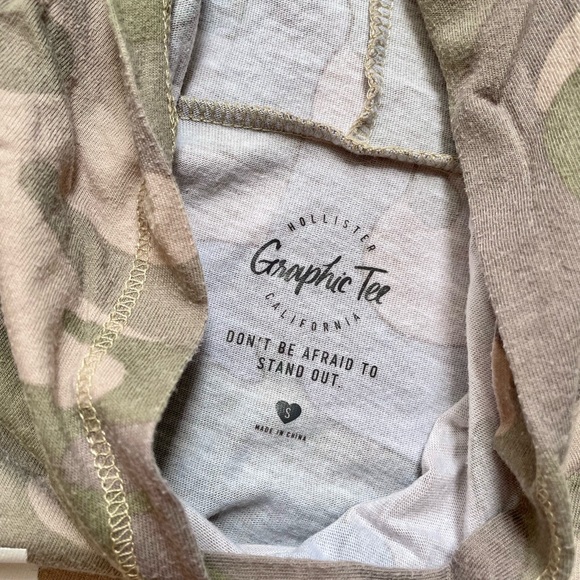 HOLLISTER
Graphic Tee
CALIFORNIA
DON'T BE AFRAID TO
STAND OUT.
S
MADE IN CHINA